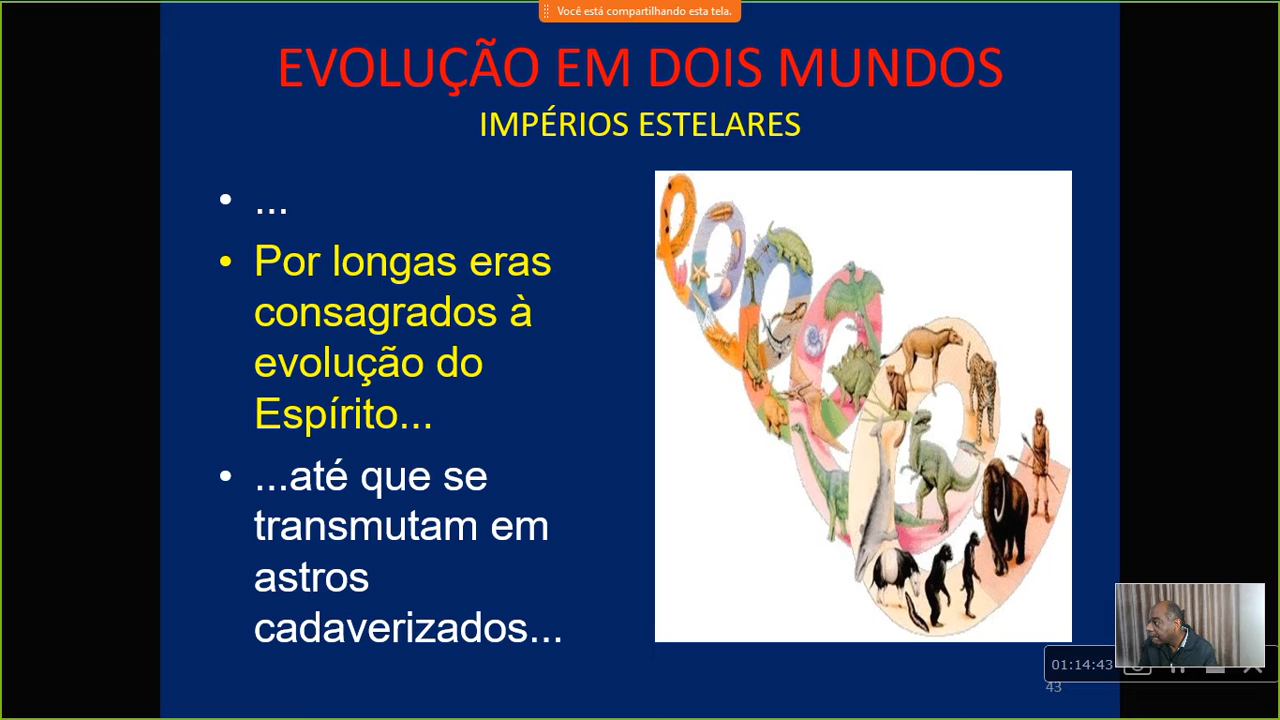 Você está compartilhando esta tela.
EVOLUÇÃO EM DOIS MUNDOS
IMPÉRIOS ESTELARES
• ...
• Por longas eras
consagrados à
evolução do
Espírito...
• ...até que se
transmutam em
astros
cadaverizados...
01:14:43
43